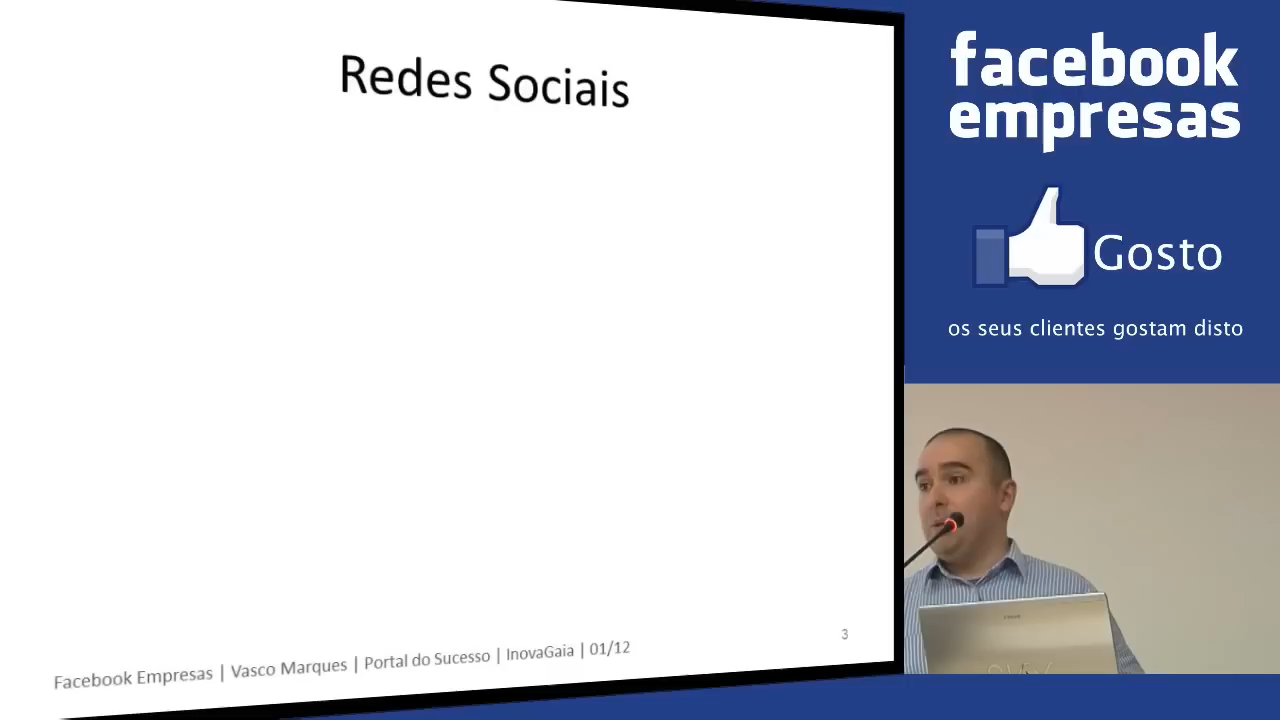 Redes Sociais
Facebook Empresas | Vasco Marques | Portal do Sucesso | InovaGaia | 01/12
3
facebook
empresas
Gosto
os seus clientes gostam disto